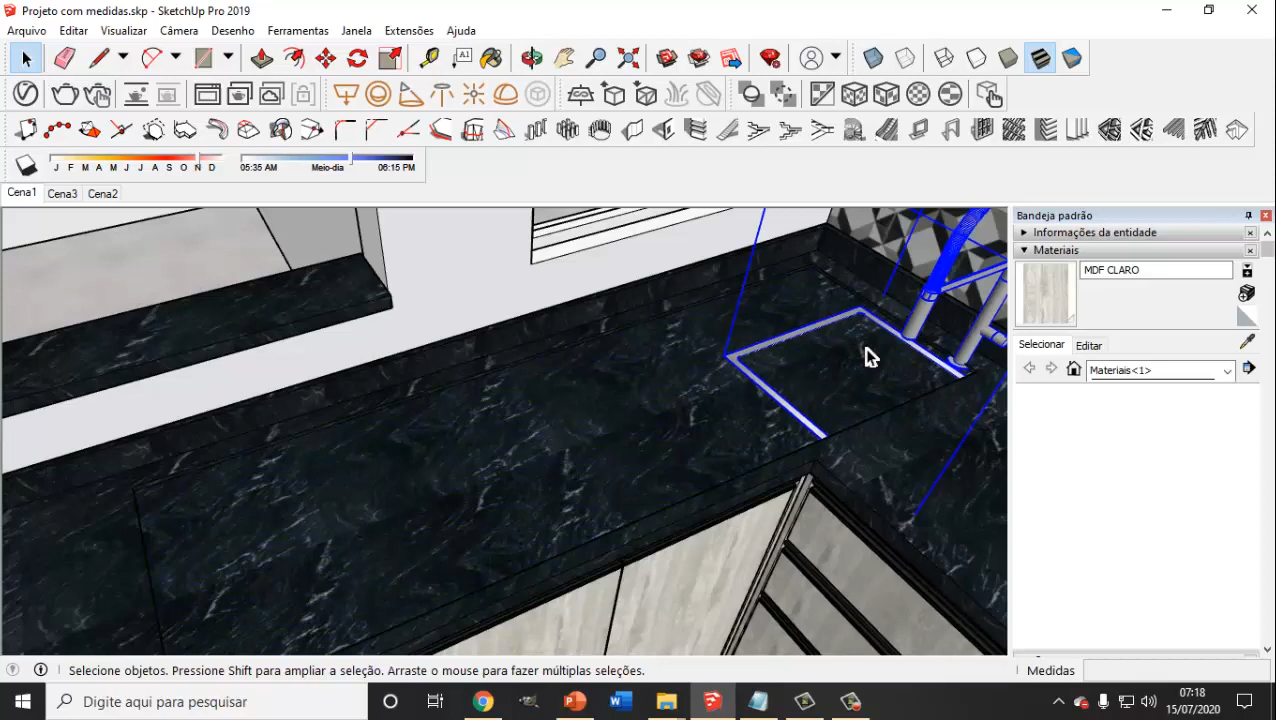 Projeto com medidas.skp - SketchUp Pro 2019
Arquivo Editar Visualizar Câmera Desenho Ferramentas Janela Extensões Ajuda
A1
J F M A M J J A S O N D 05:35 AM Meio-dia 06:15 PM
Cena1 Cena3 Cena2
Bandeja padrão
Informações da entidade
Materiais
MDF CLARO
Selecionar Editar
Materiais<1>
Selecione objetos. Pressione Shift para ampliar a seleção. Arraste o mouse para fazer múltiplas seleções.
Medidas
Digite aqui para pesquisar
07:18
15/07/2020